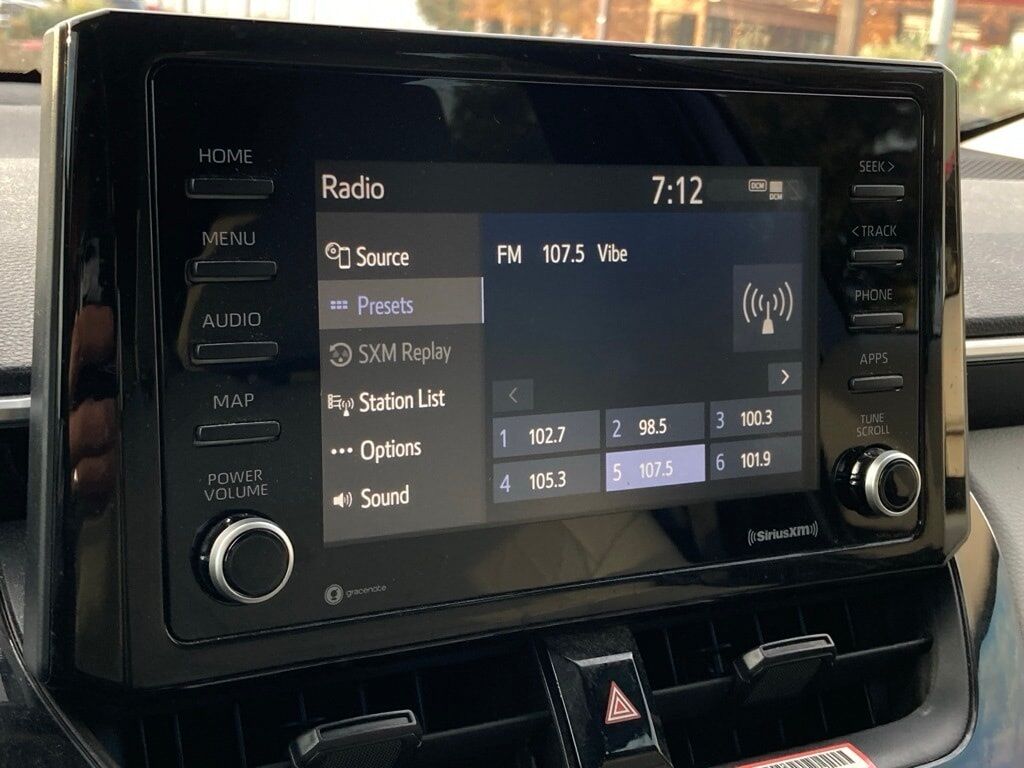 HOME
MENU
AUDIO
MAP
POWER
VOLUME
Radio
7:12
DCM
DCM
Source
Presets
SXM Replay
Station List
Options
Sound
FM 107.5 Vibe
<
>
1 102.7
2 98.5
3 100.3
4 105.3
5 107.5
6 101.9
SEEK >
< TRACK
PHONE
APPS
TUNE
SCROLL
gracenote
((SiriusXM))